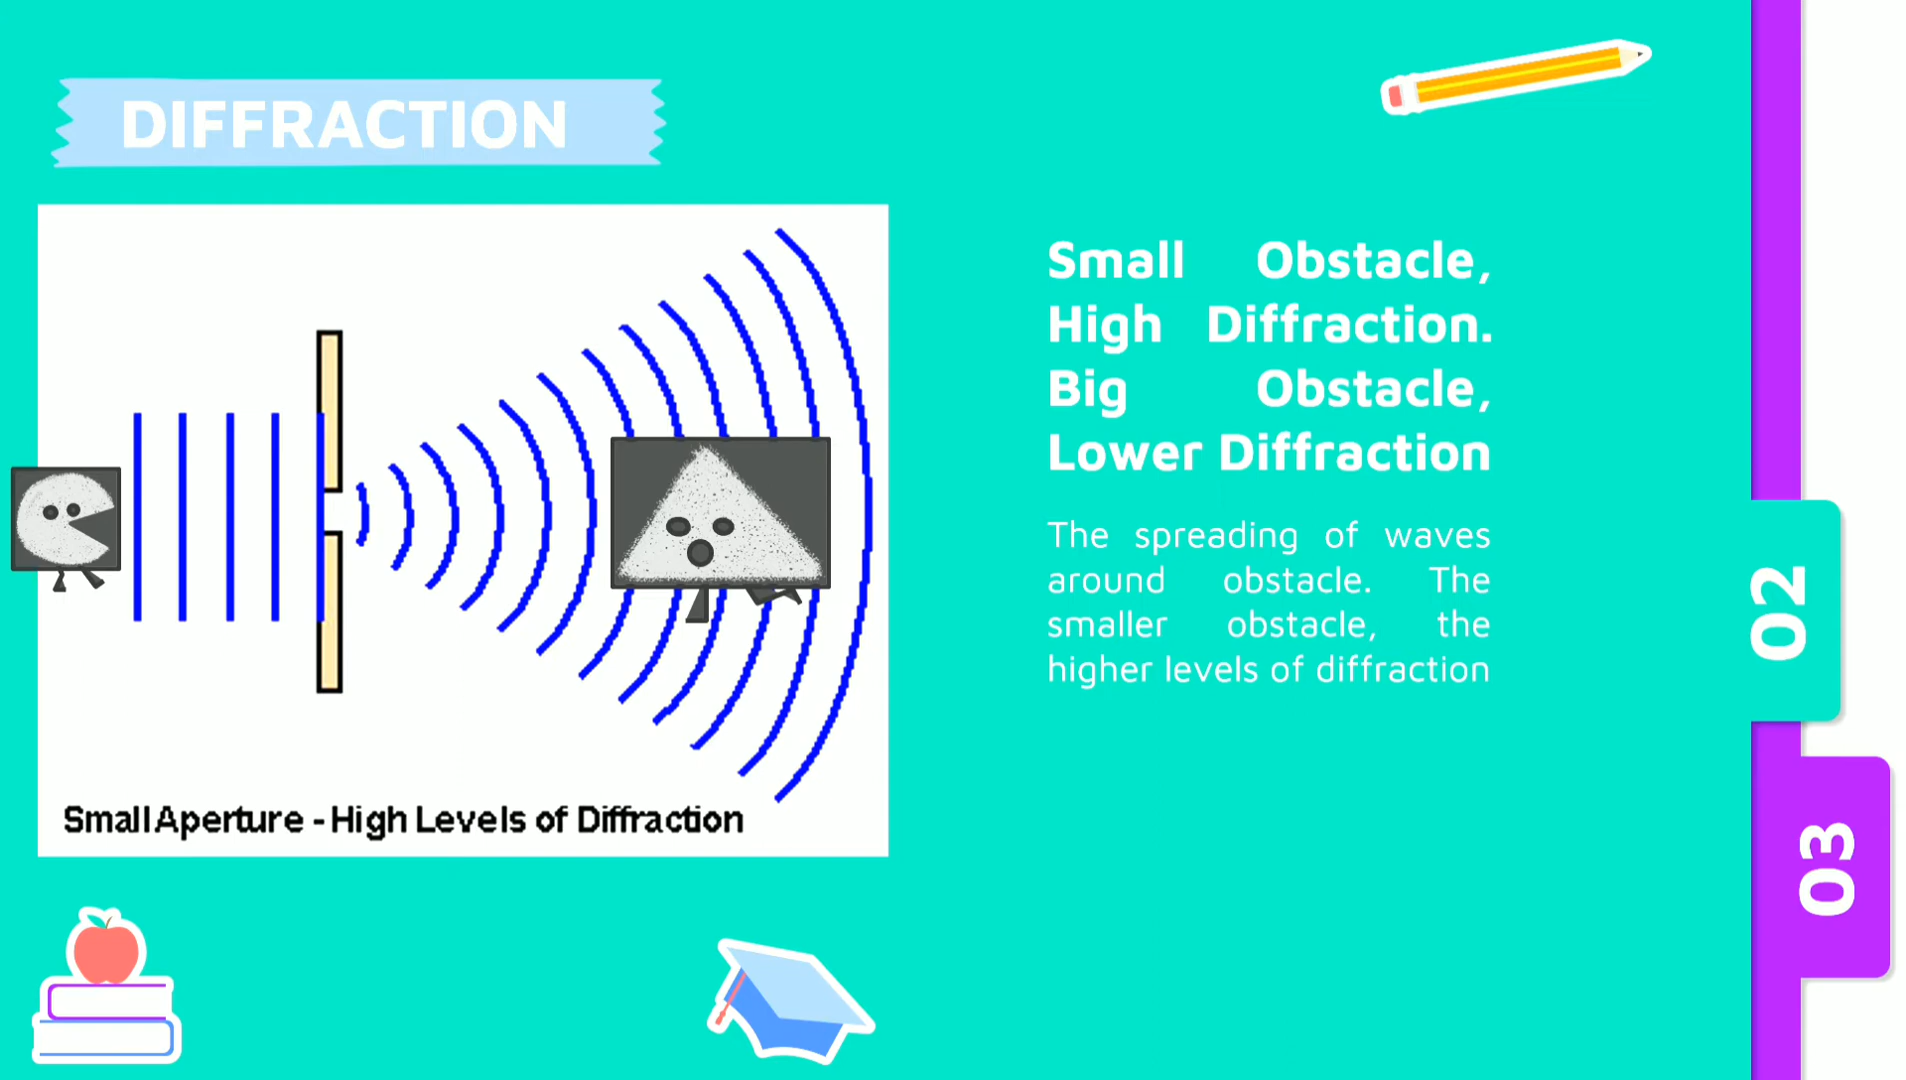 DIFFRACTION
Small Obstacle,
High Diffraction.
Big Obstacle,
Lower Diffraction
The spreading of waves
around obstacle. The
smaller obstacle, the
higher levels of diffraction
Small Aperture - High Levels of Diffraction
02
03